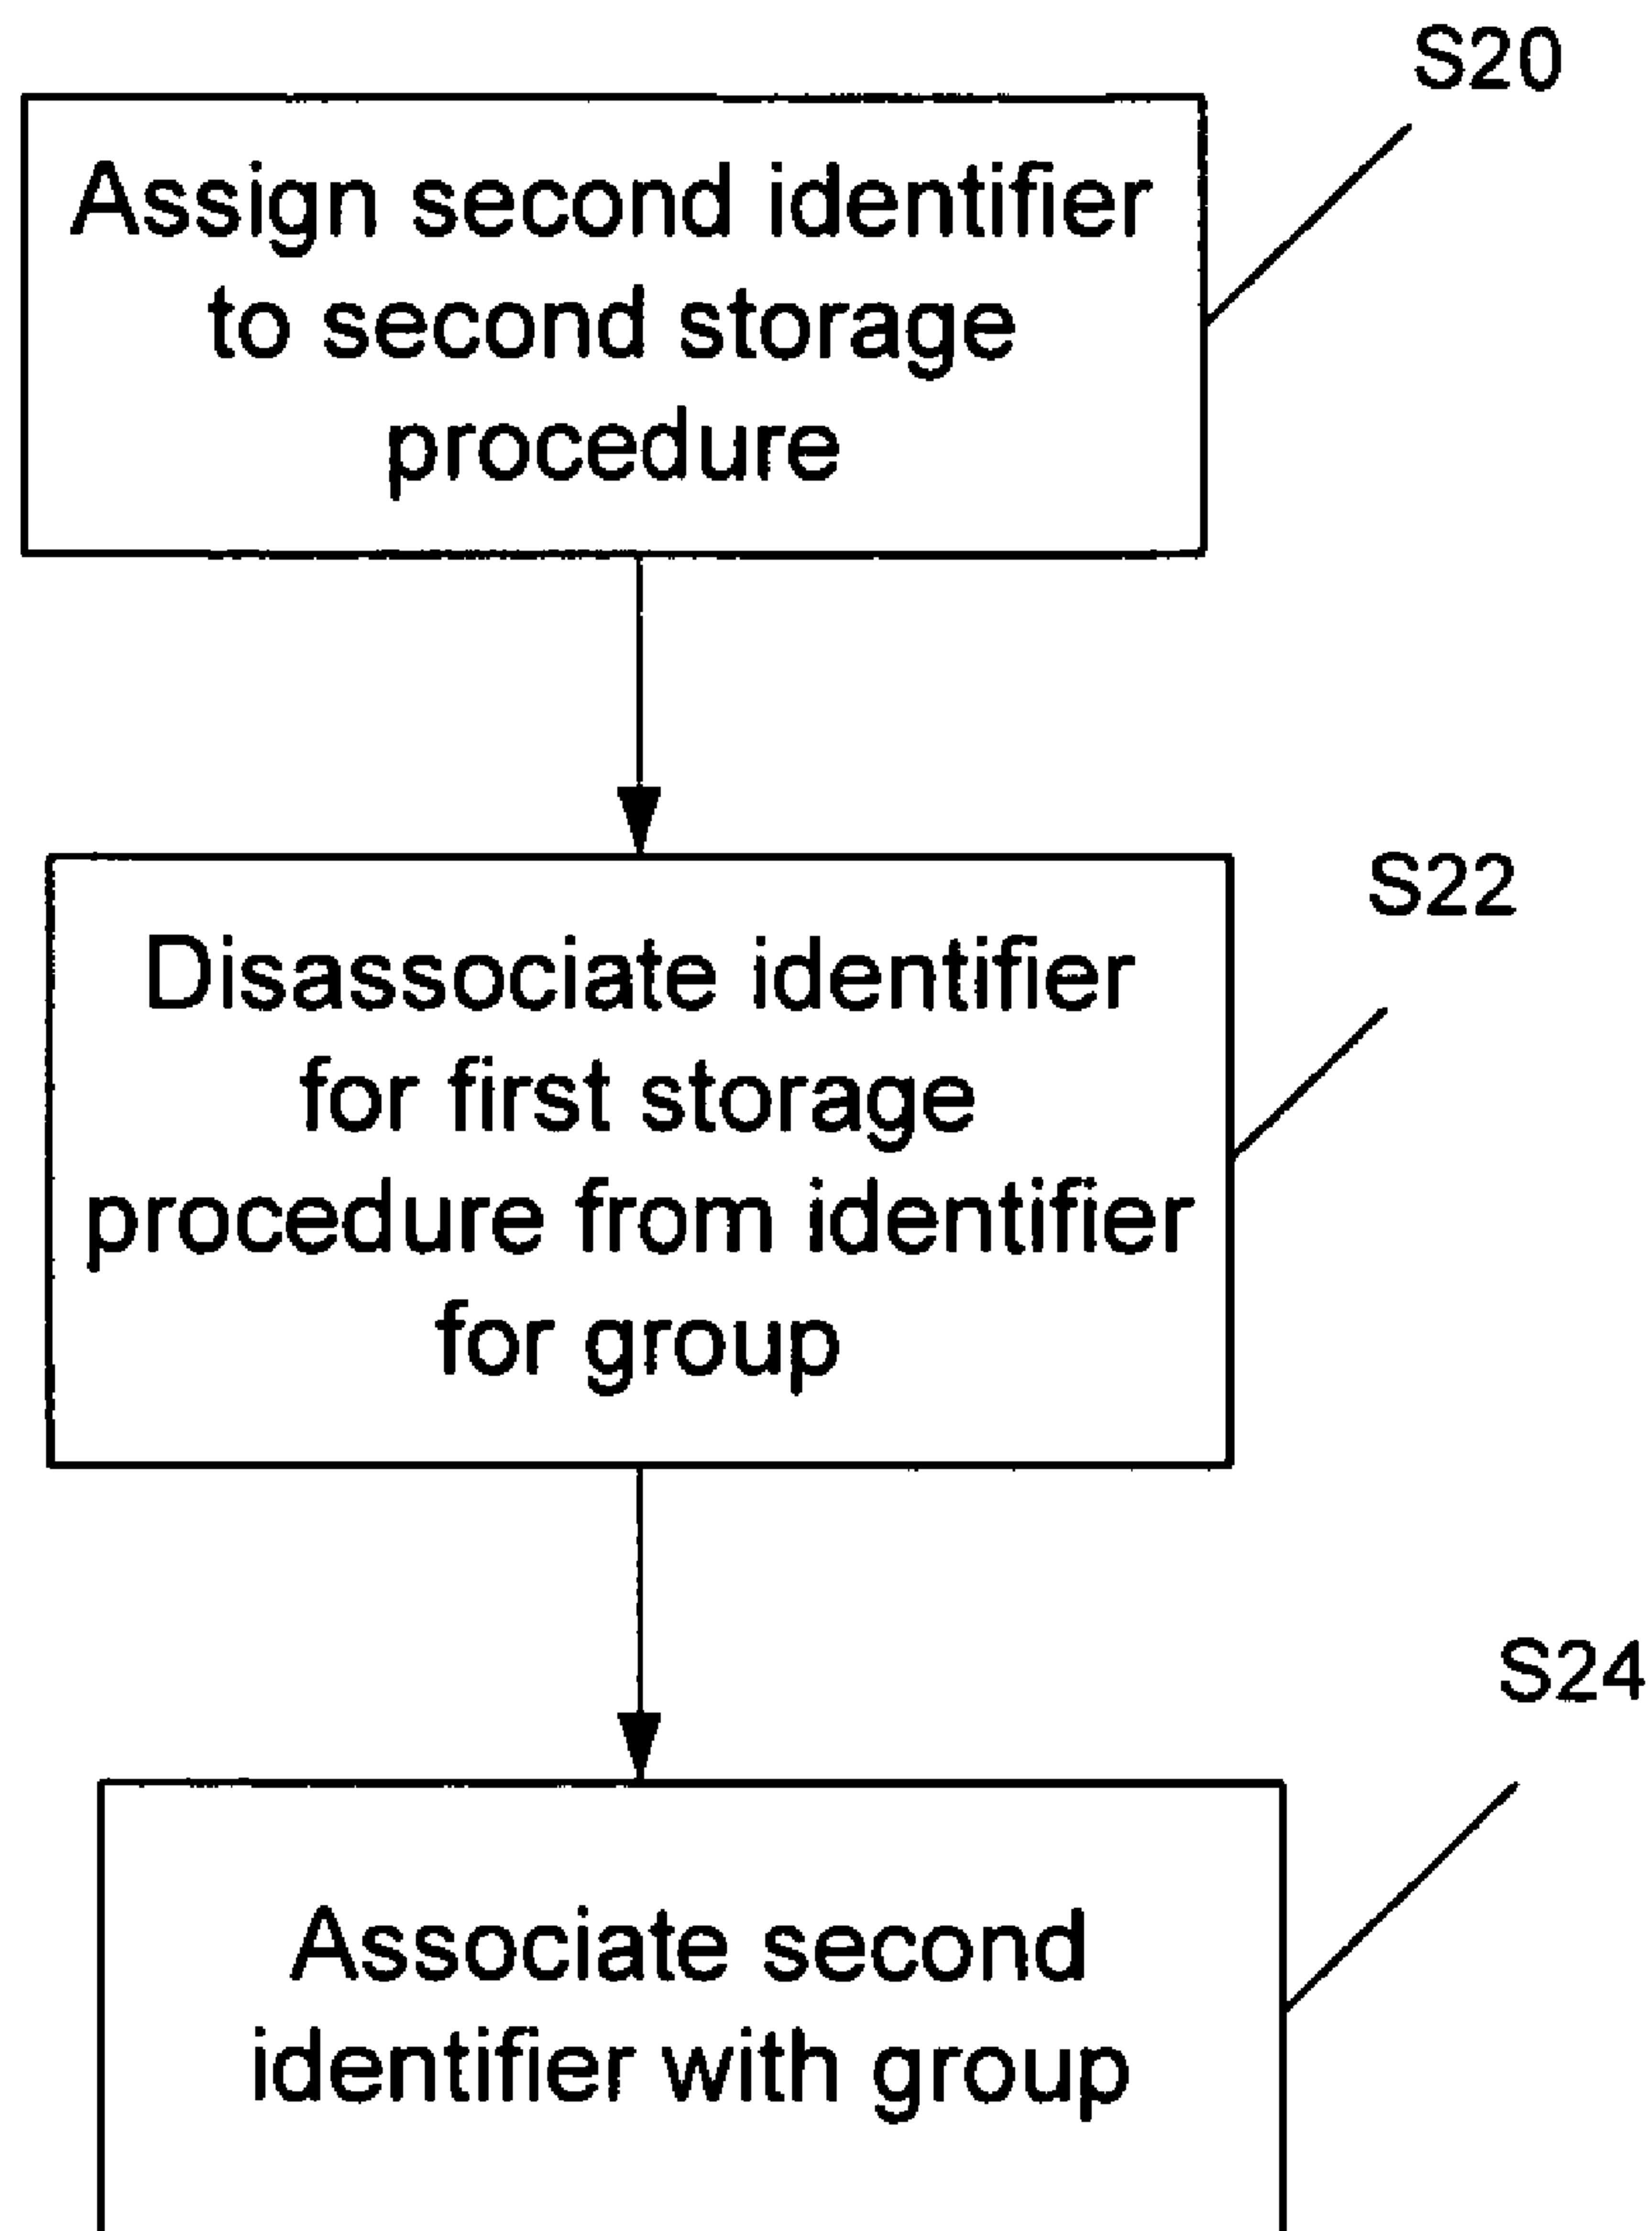 S20
Assign second identifier
to second storage
procedure
S22
Disassociate identifier
for first storage
procedure from identifier
for group
S24
Associate second
identifier with group